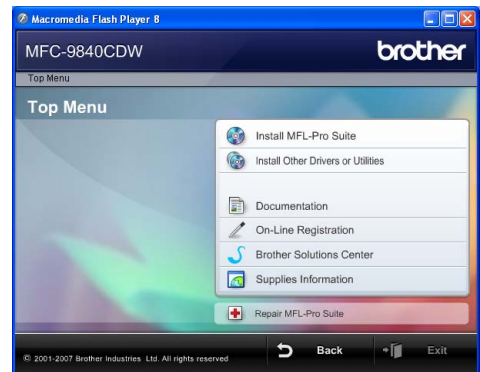 Macromedia Flash Player 8
MFC-9840CDW
brother
Top Menu
Top Menu
Install MFL-Pro Suite
Install Other Drivers or Utilities
Documentation
On-Line Registration
Brother Solutions Center
Supplies Information
Repair MFL-Pro Suite
© 2001-2007 Brother Industries Ltd. All rights reserved
Back
Exit